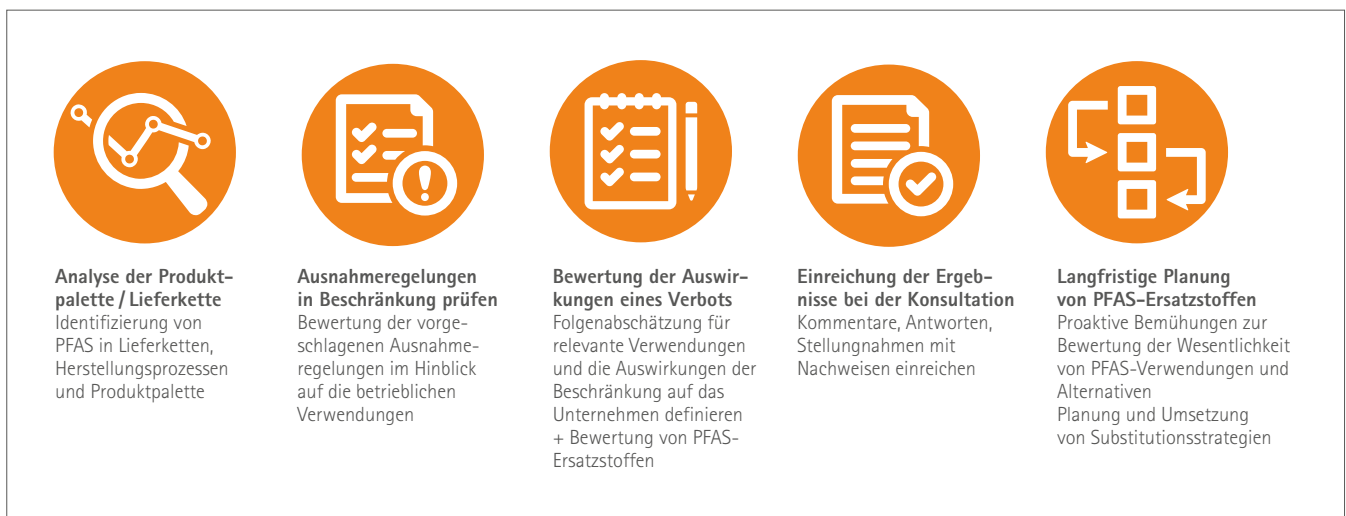 Analyse der Produkt-
palette / Lieferkette
Identifizierung von
PFAS in Lieferketten,
Herstellungsprozessen
und Produktpalette
Ausnahmeregelungen
in Beschränkung prüfen
Bewertung der vorge-
schlagenen Ausnahme-
regelungen im Hinblick
auf die betrieblichen
Verwendungen
Bewertung der Auswir-
kungen eines Verbots
Folgenabschätzung für
relevante Verwendungen
und die Auswirkungen der
Beschränkung auf das
Unternehmen definieren
+ Bewertung von PFAS-
Ersatzstoffen
Einreichung der Ergeb-
nisse bei der Konsultation
Kommentare, Antworten,
Stellungnahmen mit
Nachweisen einreichen
Langfristige Planung
von PFAS-Ersatzstoffen
Proaktive Bemühungen zur
Bewertung der Wesentlichkeit
von PFAS-Verwendungen und
Alternativen
Planung und Umsetzung
von Substitutionsstrategien